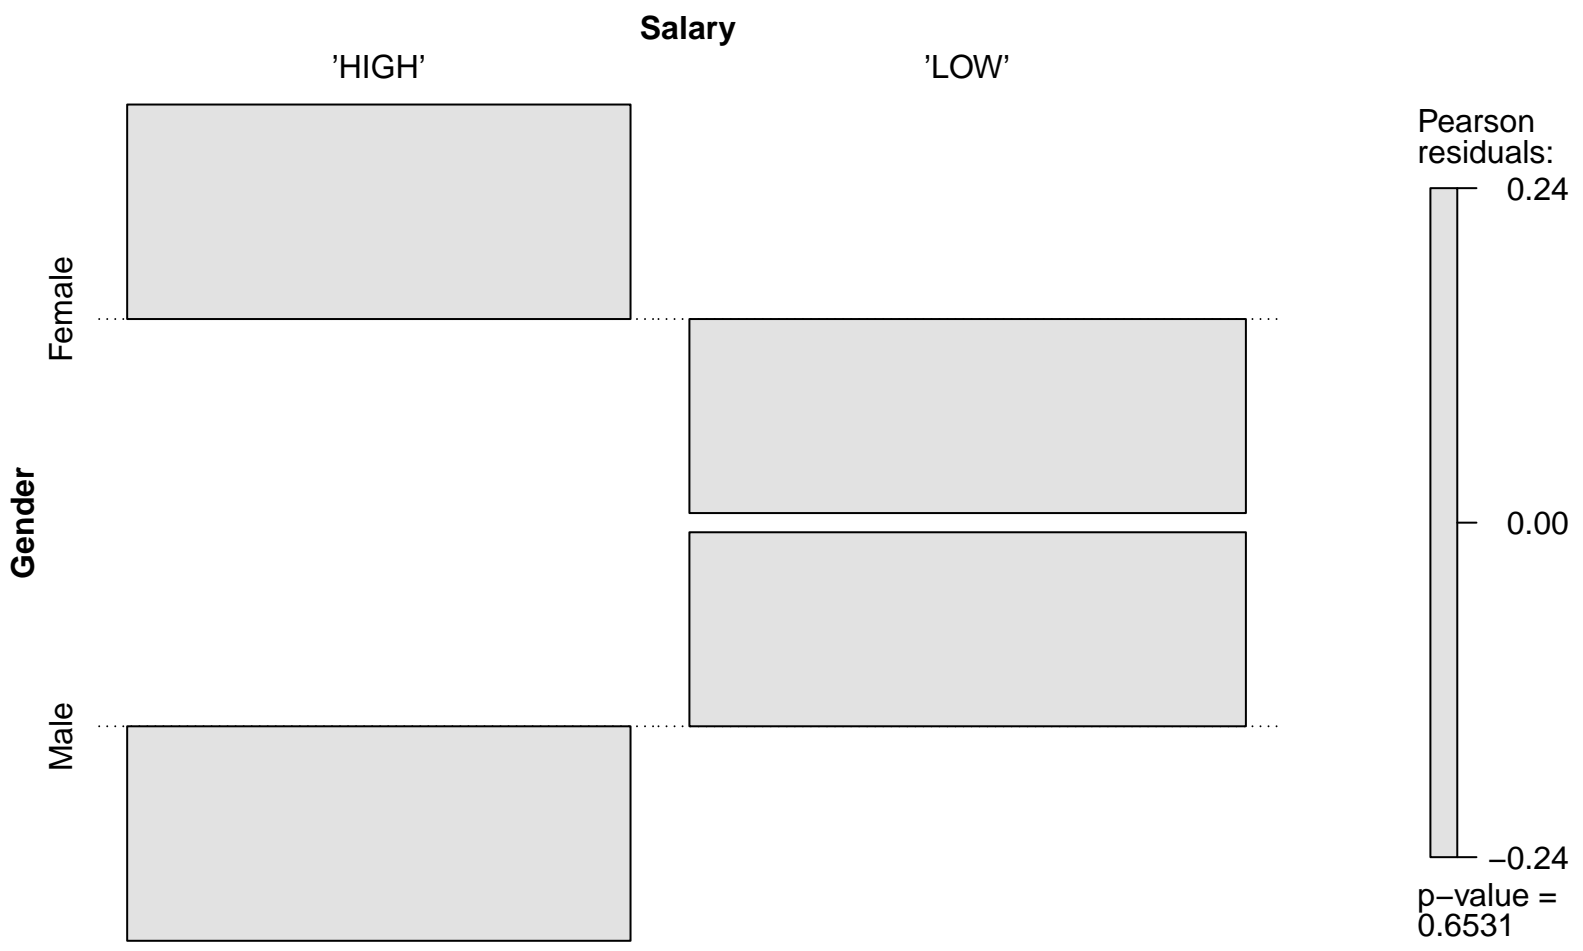 Salary
’HIGH’
’LOW’
Pearson
residuals:
0.24
Female
Gender
0.00
Male
−0.24
p−value =
0.6531